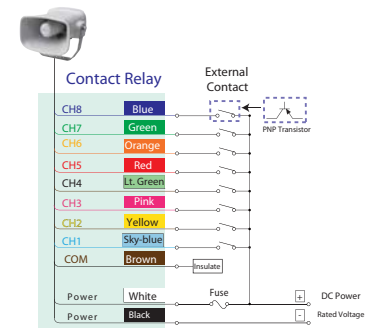 Contact Relay
External
Contact
CH8 Blue
CH7 Green
PNP Transistor
CH6 Orange
CH5 Red
CH4 Lt. Green
CH3 Pink
CH2 Yellow
CH1 Sky-blue
COM Brown
Insulate
Power White Fuse + DC Power
Power Black - Rated Voltage